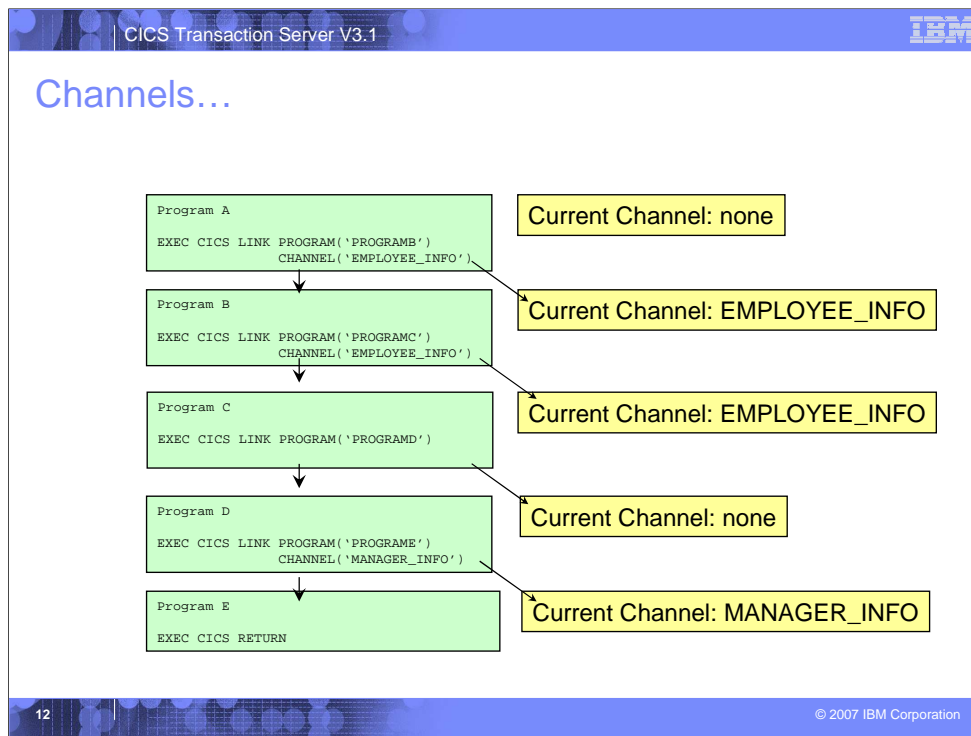 CICS Transaction Server V3.1
IBM
Channels…
Program A
EXEC CICS LINK PROGRAM(‘PROGRAMB’)
CHANNEL(‘EMPLOYEE_INFO’)
Current Channel: none
Program B
EXEC CICS LINK PROGRAM(‘PROGRAMC’)
CHANNEL(‘EMPLOYEE_INFO’)
Current Channel: EMPLOYEE_INFO
Program C
EXEC CICS LINK PROGRAM(‘PROGRAMD’)
Current Channel: EMPLOYEE_INFO
Program D
EXEC CICS LINK PROGRAM(‘PROGRAME’)
CHANNEL(‘MANAGER_INFO’)
Current Channel: none
Program E
EXEC CICS RETURN
Current Channel: MANAGER_INFO
12
© 2007 IBM Corporation